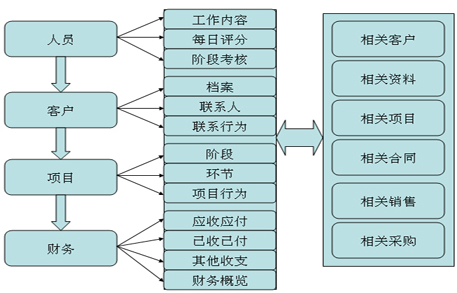 人员
客户
项目
财务
工作内容
每日评分
阶段考核
档案
联系人
联系行为
阶段
环节
项目行为
应收应付
己收己付
其他收支
财务概览
相关客户
相关资料
相关项目
相关合同
相关销售
相关采购